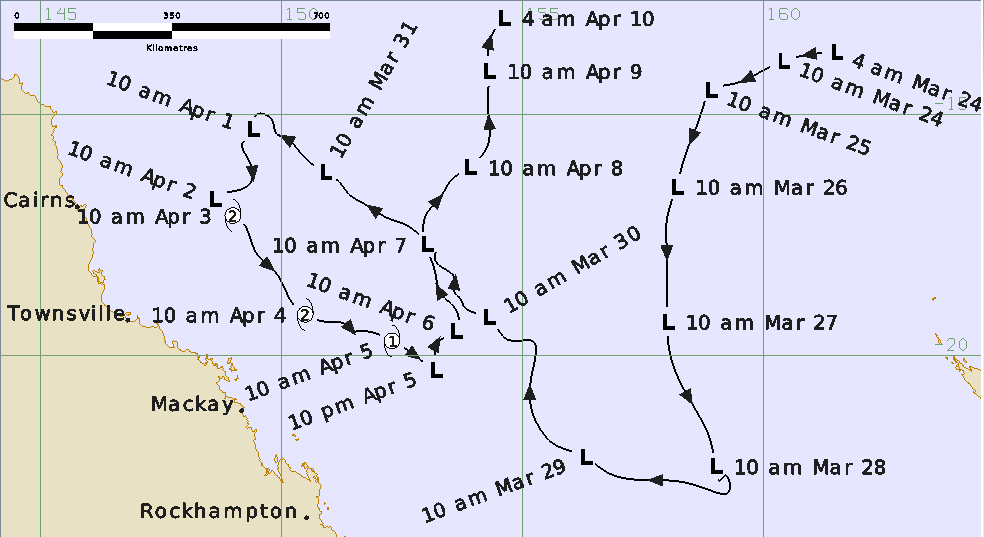 145
150
155
160
0
350
700
Kilometres
L 4 am Apr 10
L 10 am Apr 9
10 am Mar 31
L
L 4 am Mar 24
L 10 am Mar 24
L 10 am Mar 25
-15
10 am Apr 1 L
10 am Apr 2 L
L 10 am Apr 8
L 10 am Mar 26
Cairns
10 am Apr 3 2
10 am Apr 7 L
L 10 am Mar 30
Townsville
10 am Apr 4 2
10 am Apr 6 L
L 10 am Mar 27
10 am Apr 5 1
-20
10 pm Apr 5 L
Mackay
10 am Mar 29 L
L 10 am Mar 28
Rockhampton